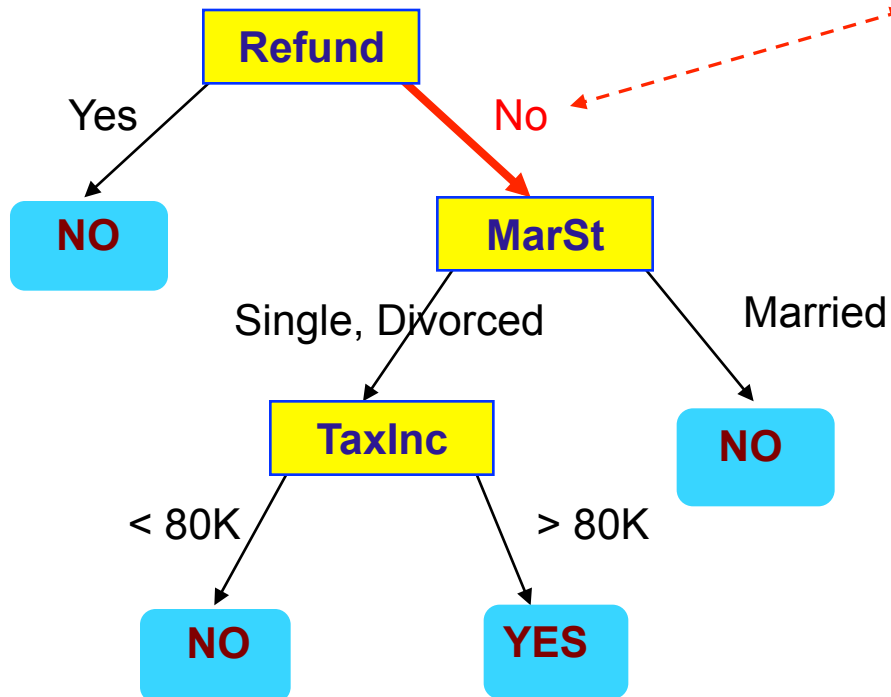 Refund
Yes
No
NO
MarSt
Single, Divorced
Married
TaxInc
NO
< 80K
> 80K
NO
YES